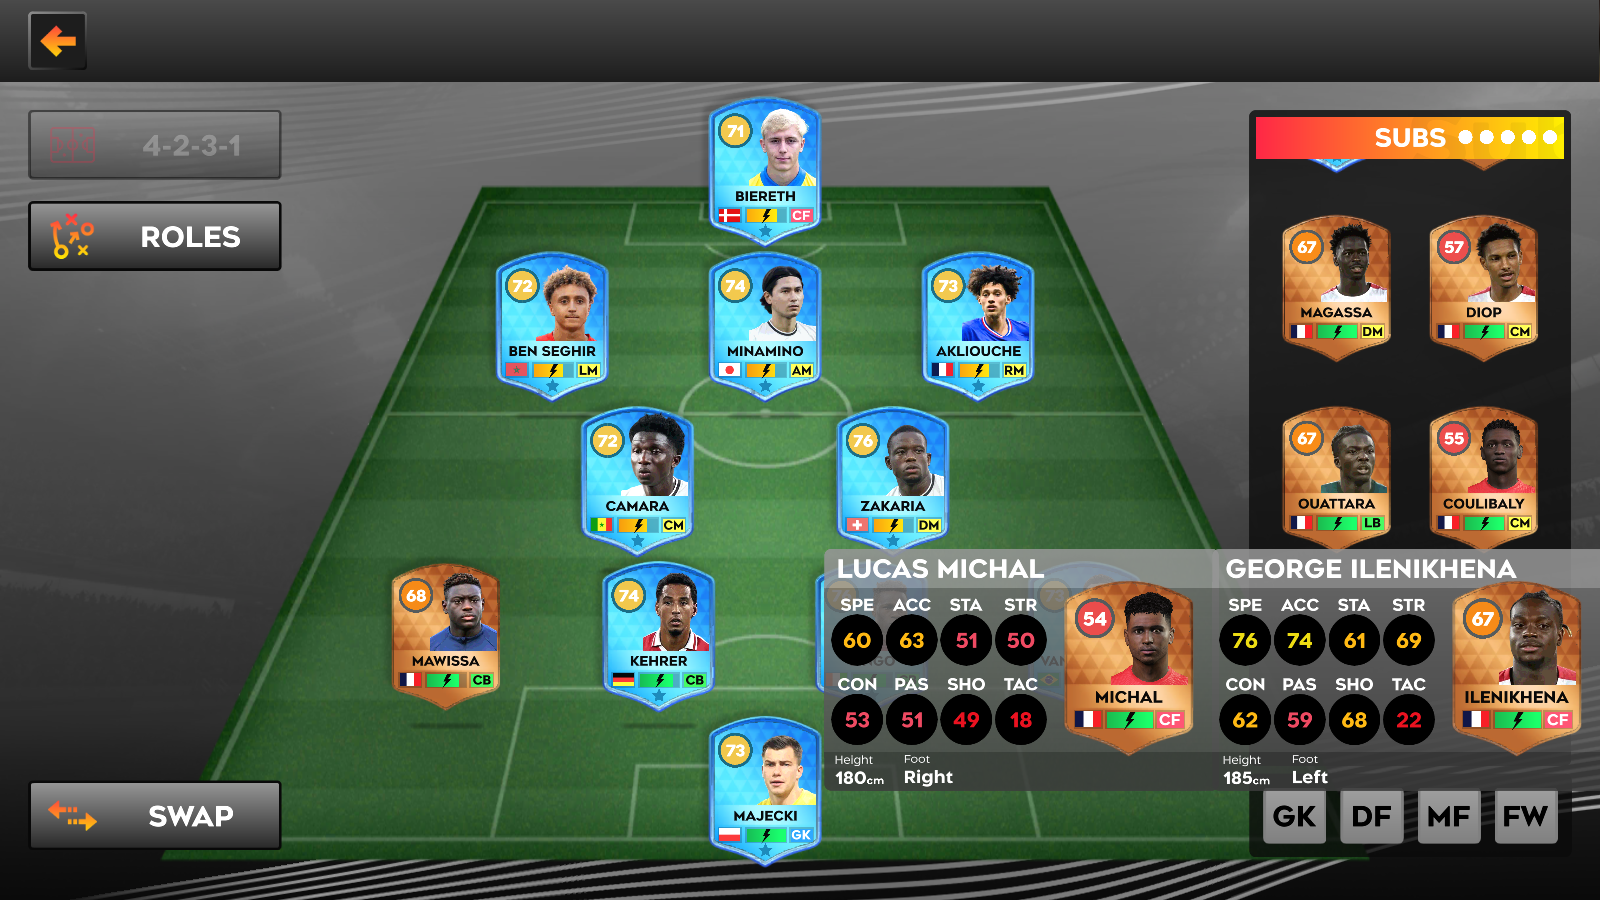 4-2-3-1
ROLES
SWAP
SUBS
71
BIERETH
CF
72
BEN SEGHIR
LM
74
MINAMINO
AM
73
AKLIOUCHE
RM
72
CAMARA
CM
76
ZAKARIA
DM
68
MAWISSA
CB
74
KEHRER
CB
73
MAJECKI
GK
67
MAGASSA
DM
57
DIOP
CM
67
OUATTARA
LB
55
COULIBALY
CM
LUCAS MICHAL
SPE ACC STA STR
60 63 51 50
CON PAS SHO TAC
53 51 49 18
Height Foot
180cm Right
54
MICHAL
CF
GEORGE ILENIKHENA
SPE ACC STA STR
76 74 61 69
CON PAS SHO TAC
62 59 68 22
Height Foot
185cm Left
67
ILENIKHENA
CF
GK DF MF FW